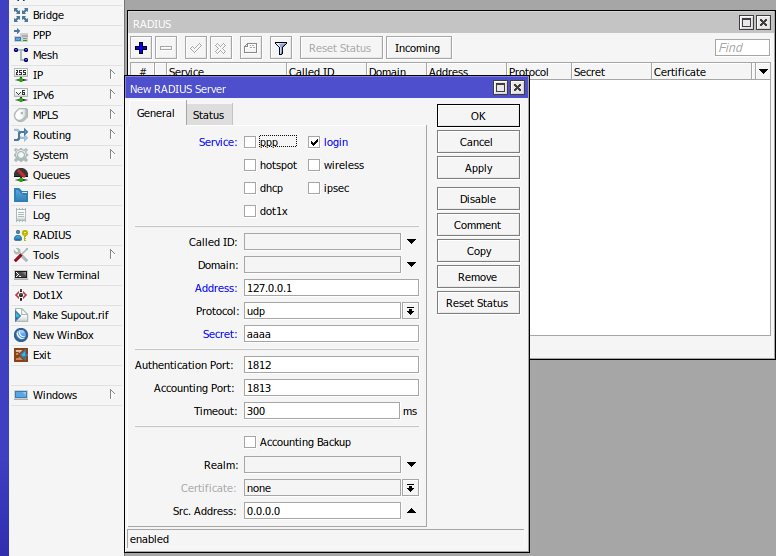 Bridge
PPP
Mesh
IP
IPv6
MPLS
Routing
System
Queues
Files
Log
RADIUS
Tools
New Terminal
Dot1X
Make Supout.rif
New WinBox
Exit
Windows
RADIUS
Reset Status
Incoming
Find
# Service Called ID Domain Address Protocol Secret Certificate
New RADIUS Server
General Status
Service: ppp login
hotspot wireless
dhcp ipsec
dot1x
Called ID:
Domain:
Address: 127.0.0.1
Protocol: udp
Secret: aaaa
Authentication Port: 1812
Accounting Port: 1813
Timeout: 300 ms
Accounting Backup
Realm:
Certificate: none
Src. Address: 0.0.0.0
OK
Cancel
Apply
Disable
Comment
Copy
Remove
Reset Status
enabled